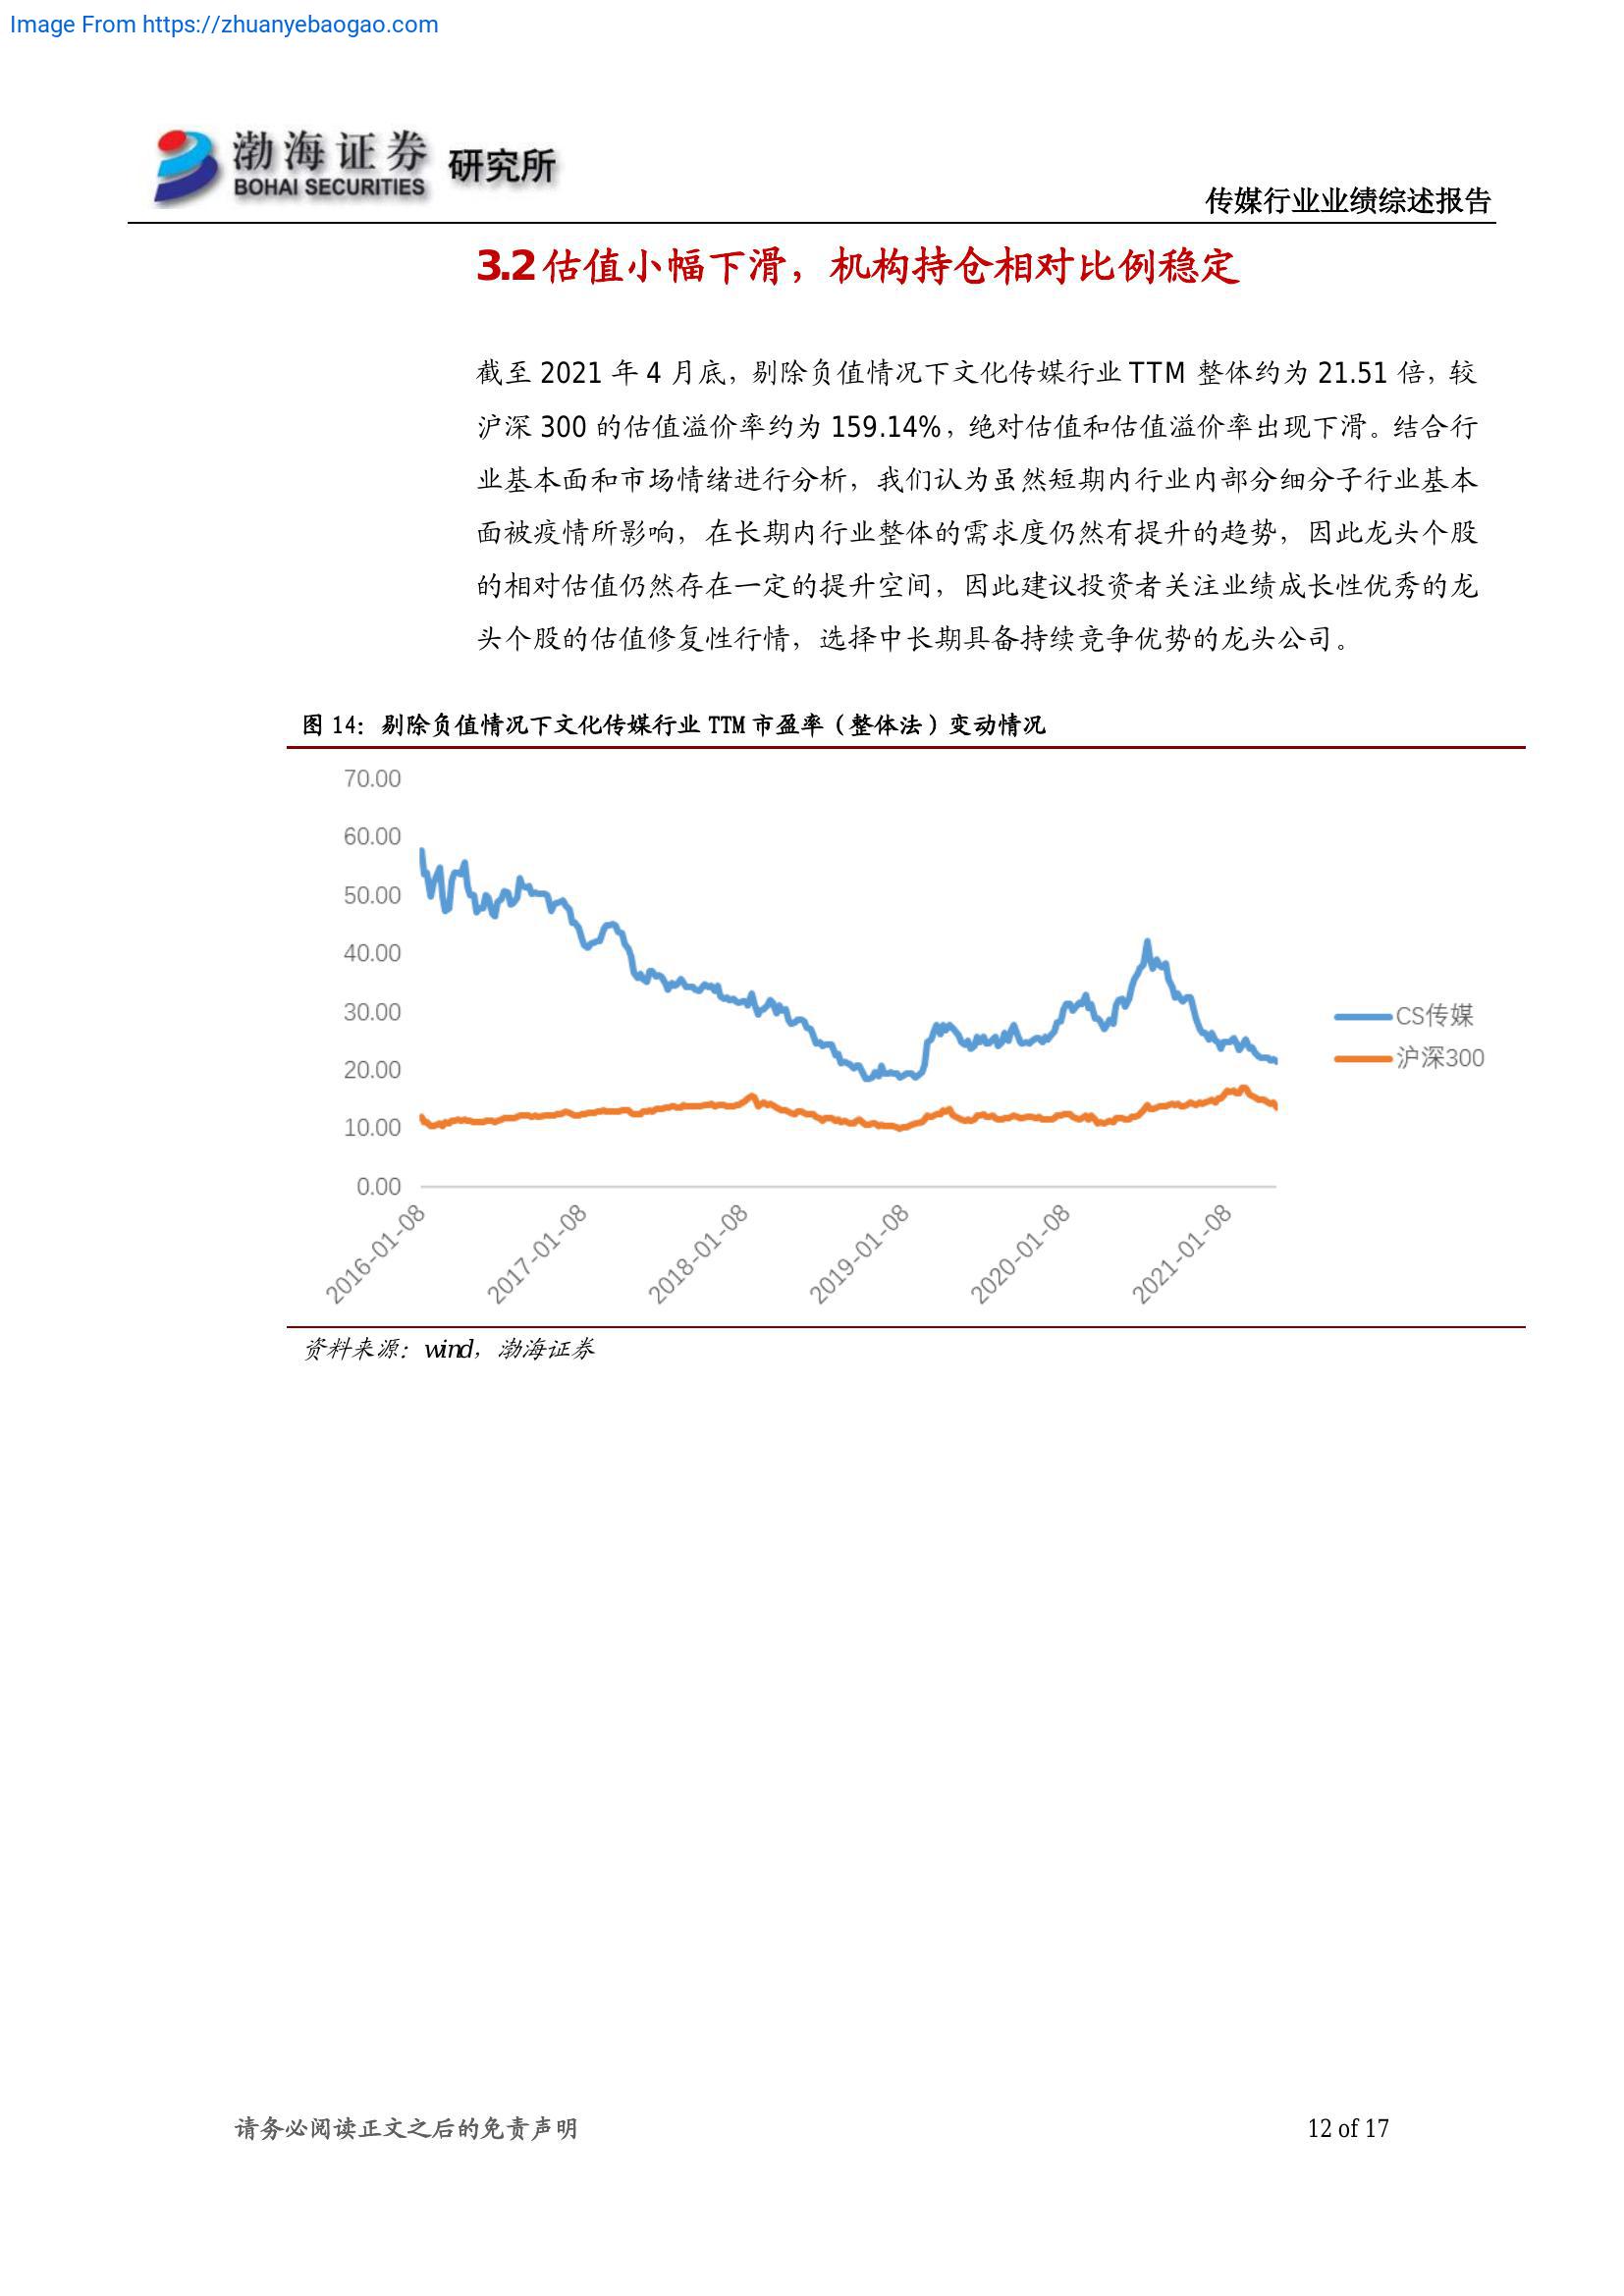 Image From https://zhuanyebaogao.com
渤海证券 研究所
BOHAI SECURITIES
传媒行业业绩综述报告
3.2估值小幅下滑，机构持仓相对比例稳定
截至 2021 年 4 月底，剔除负值情况下文化传媒行业 TTM 整体约为 21.51 倍，较
沪深 300 的估值溢价率约为 159.14%，绝对估值和估值溢价率出现下滑。结合行
业基本面和市场情绪进行分析，我们认为虽然短期内行业内部分细分子行业基本
面被疫情所影响，在长期内行业整体的需求度仍然有提升的趋势，因此龙头个股
的相对估值仍然存在一定的提升空间，因此建议投资者关注业绩成长性优秀的龙
头个股的估值修复性行情，选择中长期具备持续竞争优势的龙头公司。
图 14：剔除负值情况下文化传媒行业 TTM 市盈率（整体法）变动情况
70.00
60.00
50.00
40.00
30.00
20.00
10.00
0.00
CS传媒
沪深300
2016-01-08
2017-01-08
2018-01-08
2019-01-08
2020-01-08
2021-01-08
资料来源：wind，渤海证券
请务必阅读正文之后的免责声明
12 of 17